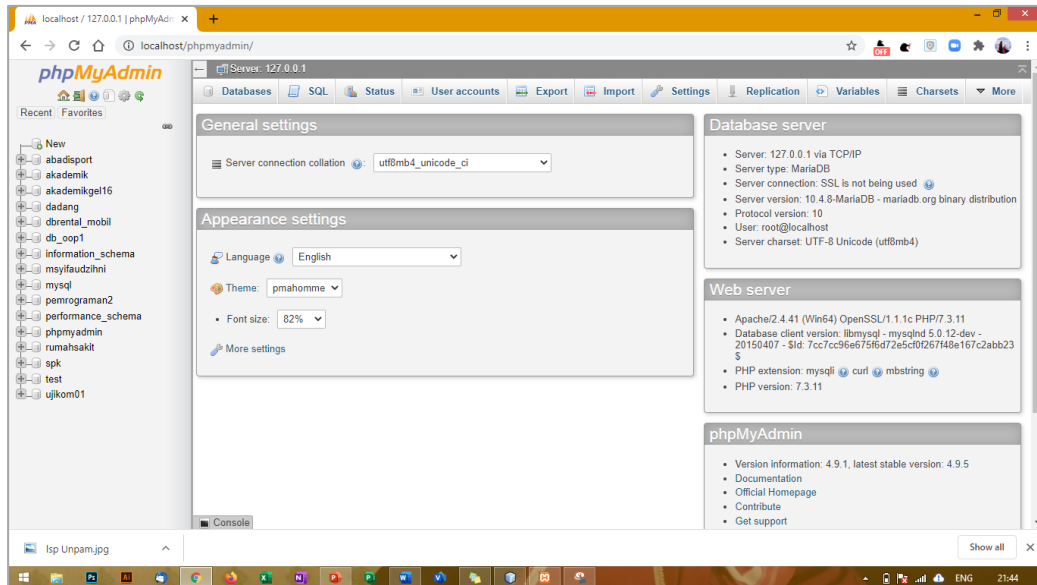 localhost / 127.0.0.1 | phpMyAdm
localhost/phpmyadmin/
OFF
phpMyAdmin
Recent Favorites
New
abadisport
akademik
akademikgel16
dadang
dbrental_mobil
db_oop1
information_schema
msyifaudzihni
mysql
pemrograman2
performance_schema
phpmyadmin
rumahsakit
spk
test
ujikom01
Server: 127.0.0.1
Databases SQL Status User accounts Export Import Settings Replication Variables Charsets More
General settings
Server connection collation : utf8mb4_unicode_ci
Appearance settings
Language English
Theme: pmahomme
Font size: 82%
More settings
Console
Database server
Server: 127.0.0.1 via TCP/IP
Server type: MariaDB
Server connection: SSL is not being used
Server version: 10.4.8-MariaDB - mariadb.org binary distribution
Protocol version: 10
User: root@localhost
Server charset: UTF-8 Unicode (utf8mb4)
Web server
Apache/2.4.41 (Win64) OpenSSL/1.1.1c PHP/7.3.11
Database client version: libmysql - mysqlnd 5.0.12-dev -
20150407 - $Id: 7cc7cc96e675f6d72e5cf0f267f48e167c2abb23
$
PHP extension: mysqli curl mbstring
PHP version: 7.3.11
phpMyAdmin
Version information: 4.9.1, latest stable version: 4.9.5
Documentation
Official Homepage
Contribute
Get support
lsp Unpam.jpg
Show all
ENG 21:44